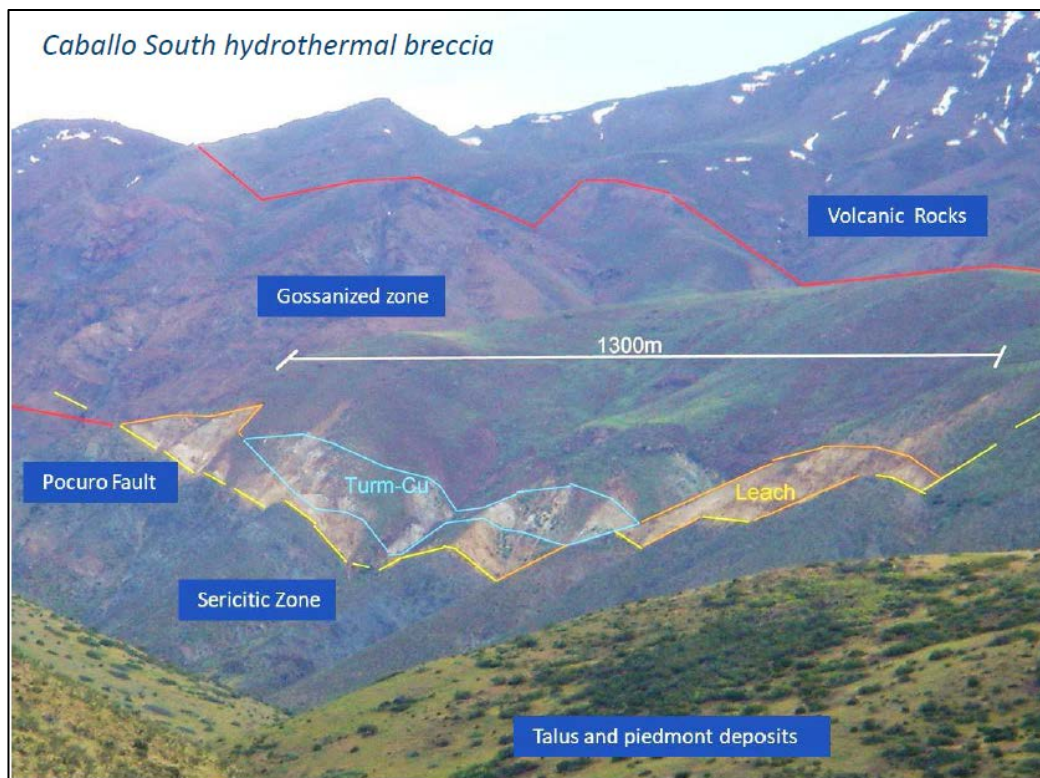 Caballo South hydrothermal breccia
Volcanic Rocks
Gossanized zone
1300m
Pocuro Fault
Turm-Cu
Leach
Sericitic Zone
Talus and piedmont deposits